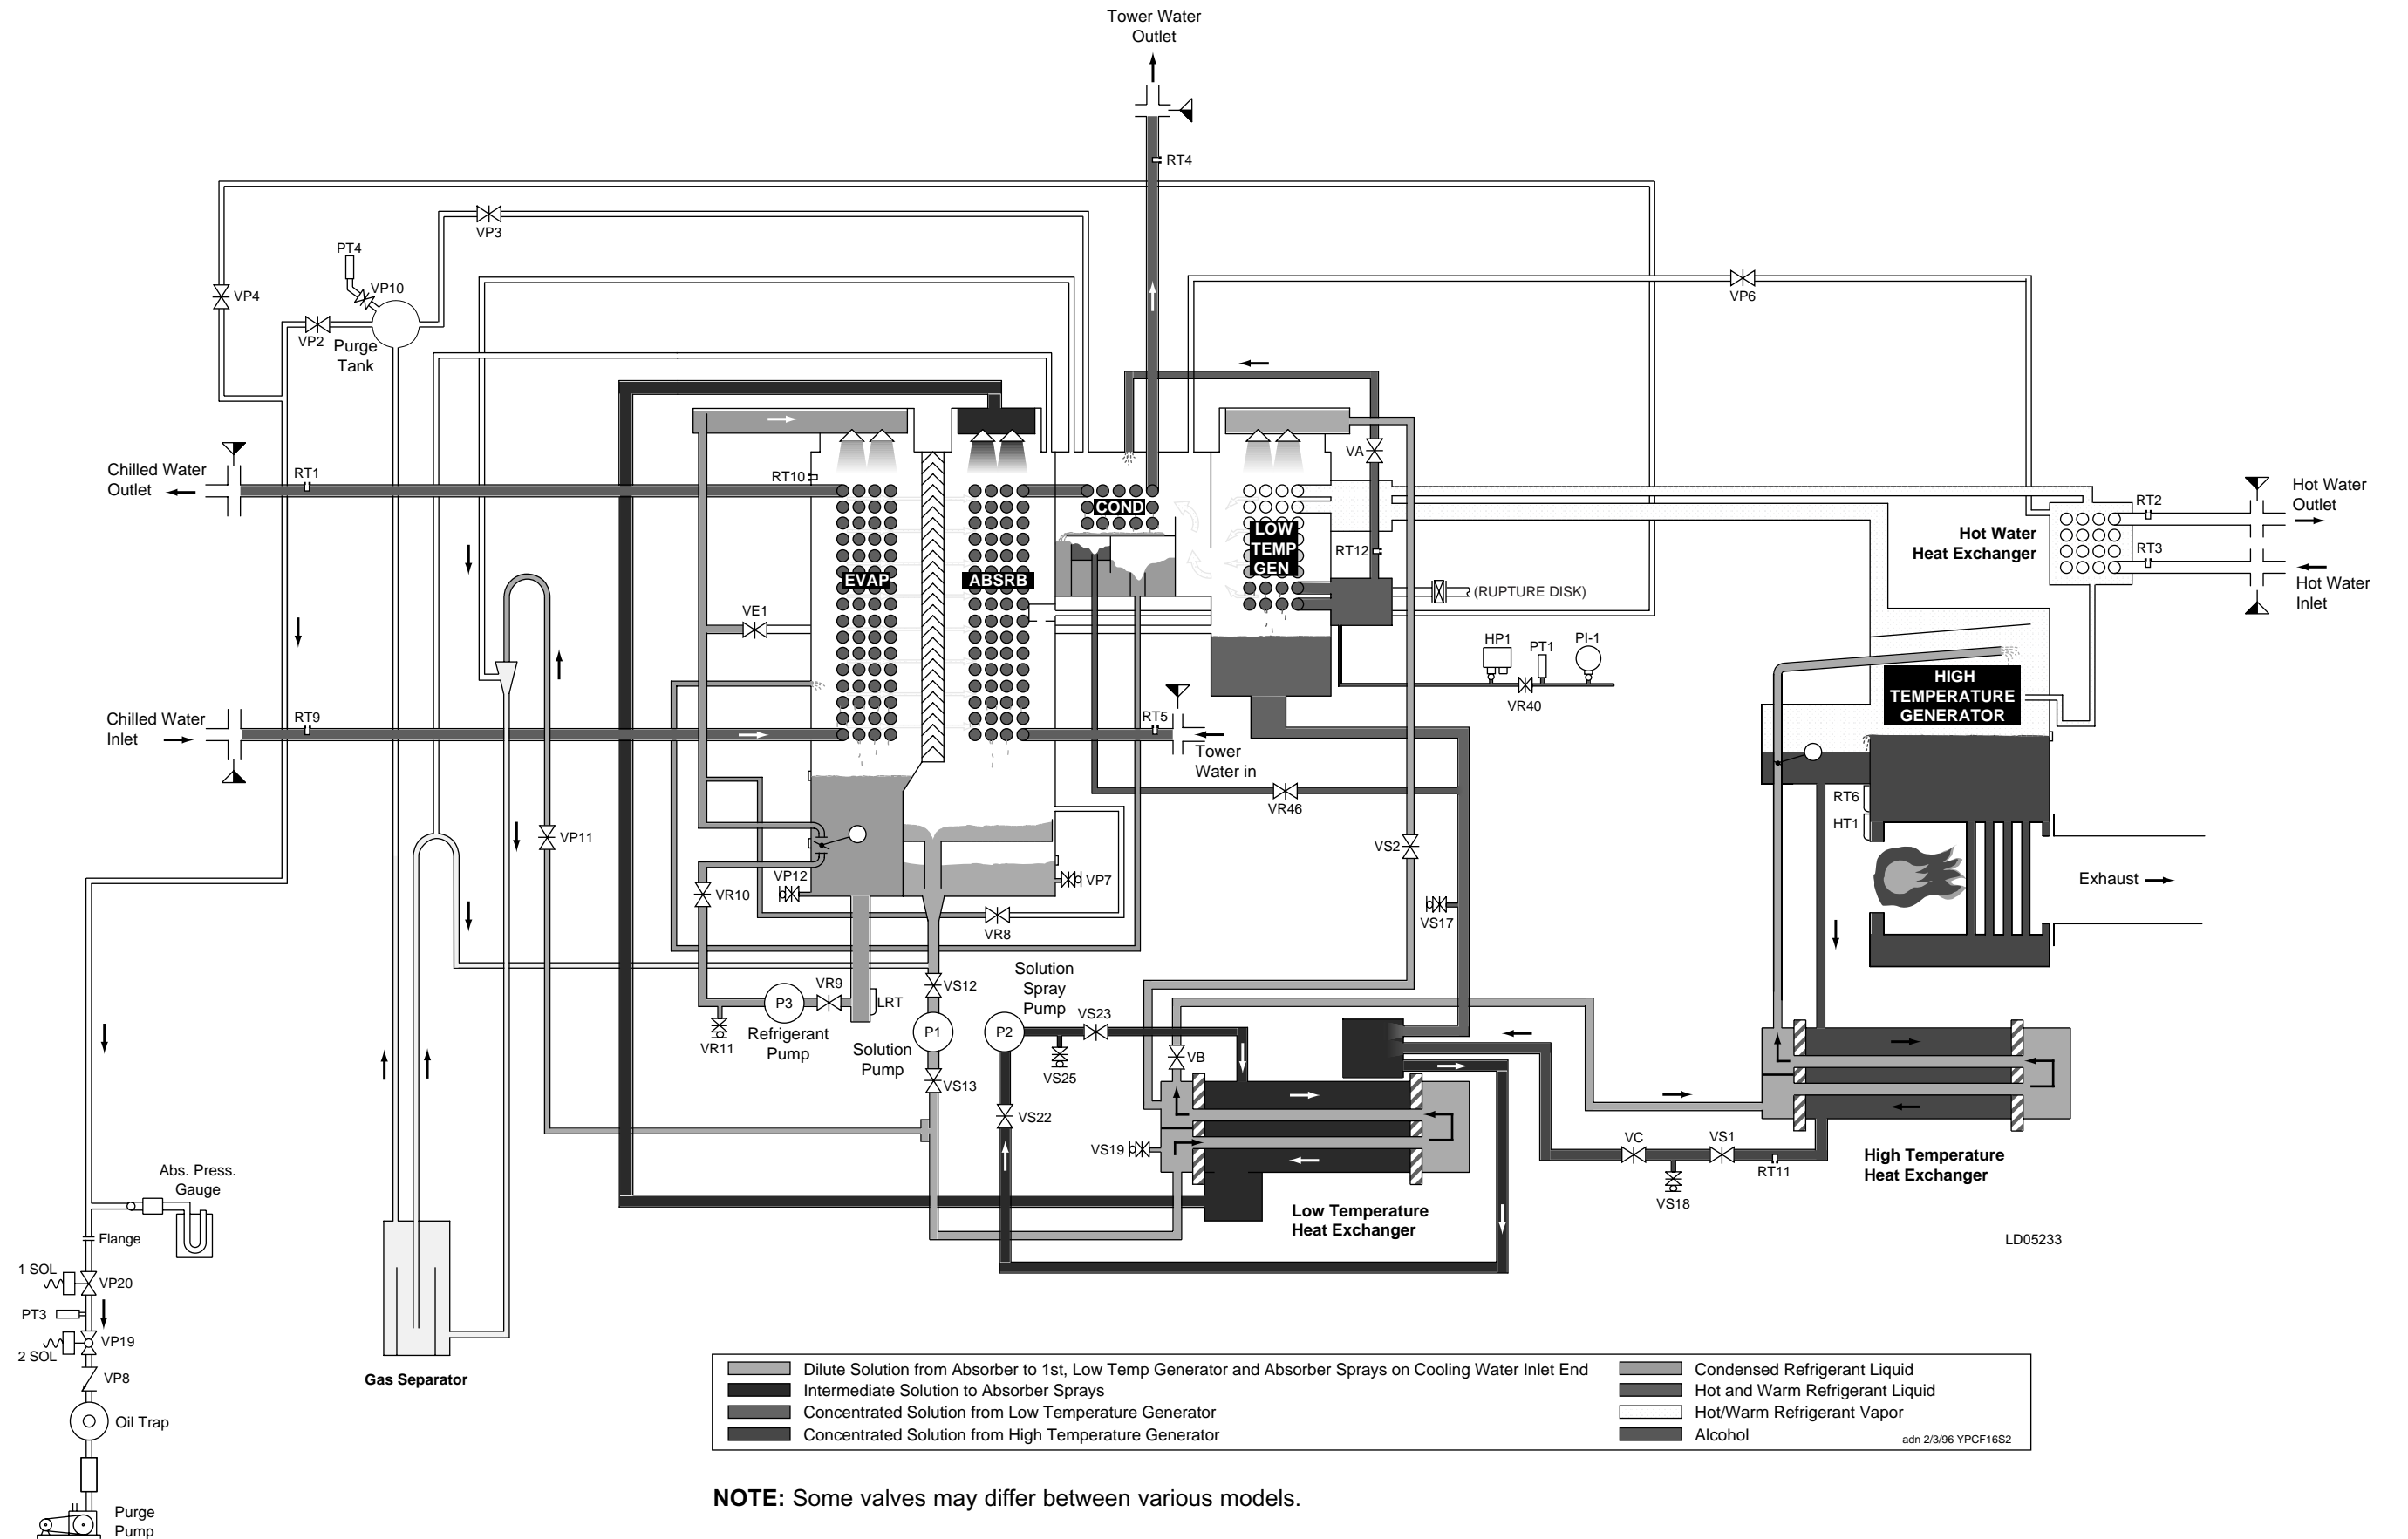 Tower Water
Outlet
RT4
VP3
PT4
VP10
VP4
VP2
Purge
Tank
VP6
Chilled Water
Outlet
RT1
RT10
VA
COND
LOW
TEMP
GEN
RT12
EVAP
ABSRB
(RUPTURE DISK)
Hot Water
Heat Exchanger
RT2
RT3
Hot Water
Outlet
Hot Water
Inlet
VE1
HP1
PT1
PI-1
VR40
HIGH
TEMPERATURE
GENERATOR
Chilled Water
Inlet
RT9
RT5
Tower
Water in
VR46
RT6
HT1
VP11
VS2
Exhaust
VP12
VP7
VR10
VS17
VR8
VR9
LRT
VS12
Solution
Spray
Pump
P3
P1
P2
VS23
VR11
Refrigerant
Pump
Solution
Pump
VS25
VB
VS13
VS22
VS19
VC
VS1
RT11
VS18
High Temperature
Heat Exchanger
Low Temperature
Heat Exchanger
LD05233
Abs. Press.
Gauge
Flange
1 SOL
VP20
PT3
VP19
2 SOL
VP8
Oil Trap
Purge
Pump
Gas Separator
Dilute Solution from Absorber to 1st, Low Temp Generator and Absorber Sprays on Cooling Water Inlet End
Intermediate Solution to Absorber Sprays
Concentrated Solution from Low Temperature Generator
Concentrated Solution from High Temperature Generator
Condensed Refrigerant Liquid
Hot and Warm Refrigerant Liquid
Hot/Warm Refrigerant Vapor
Alcohol
adn 2/3/96 YPCF16S2
NOTE: Some valves may differ between various models.